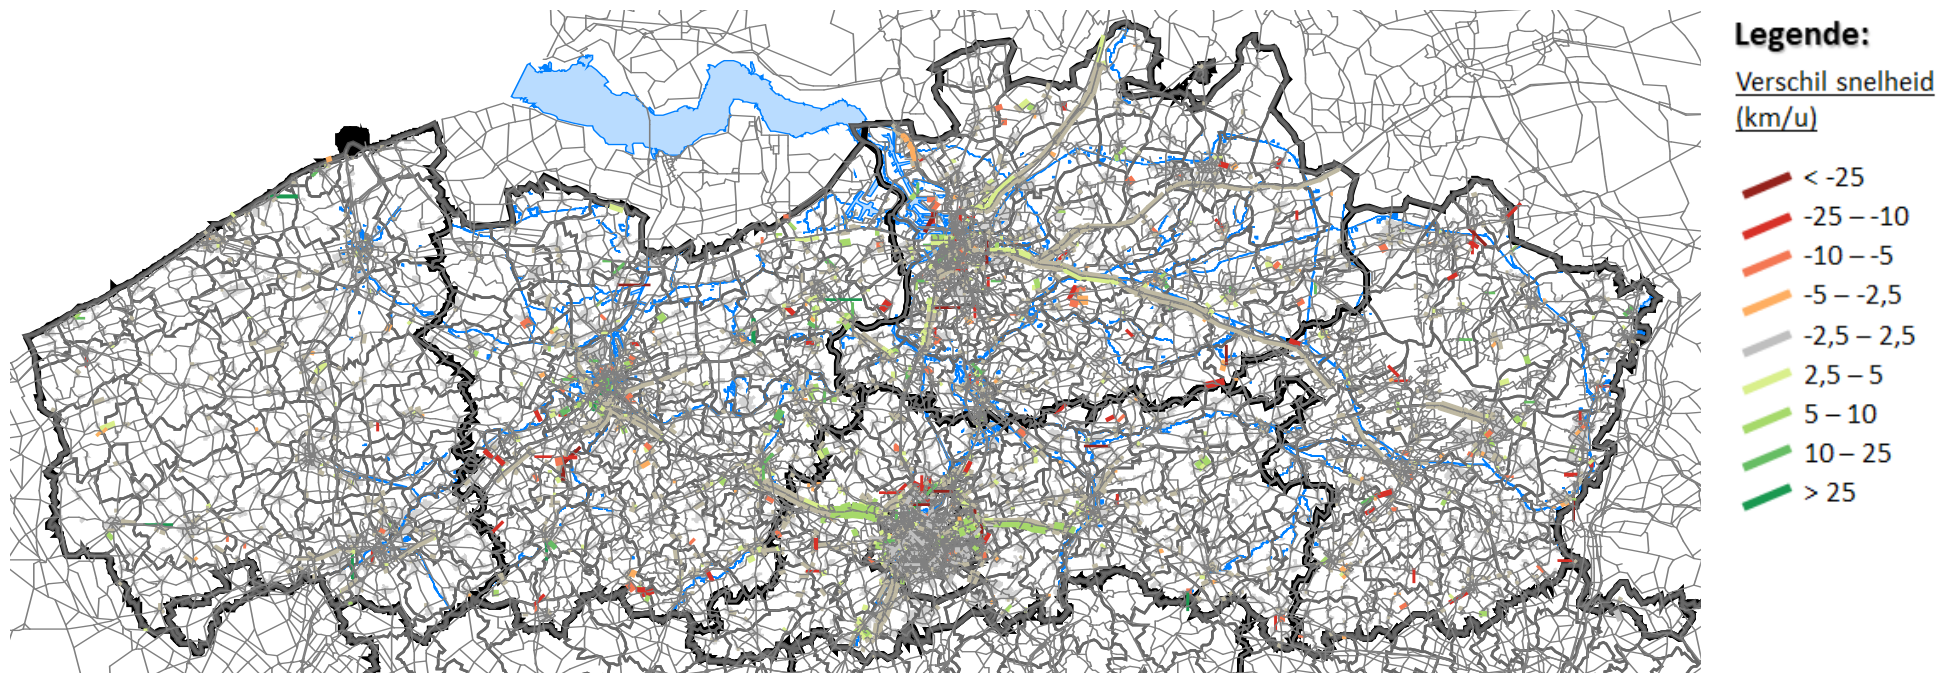 Legende:
Verschil snelheid
(km/u)
< -25
-25 – -10
-10 – -5
-5 – -2,5
-2,5 – 2,5
2,5 – 5
5 – 10
10 – 25
> 25